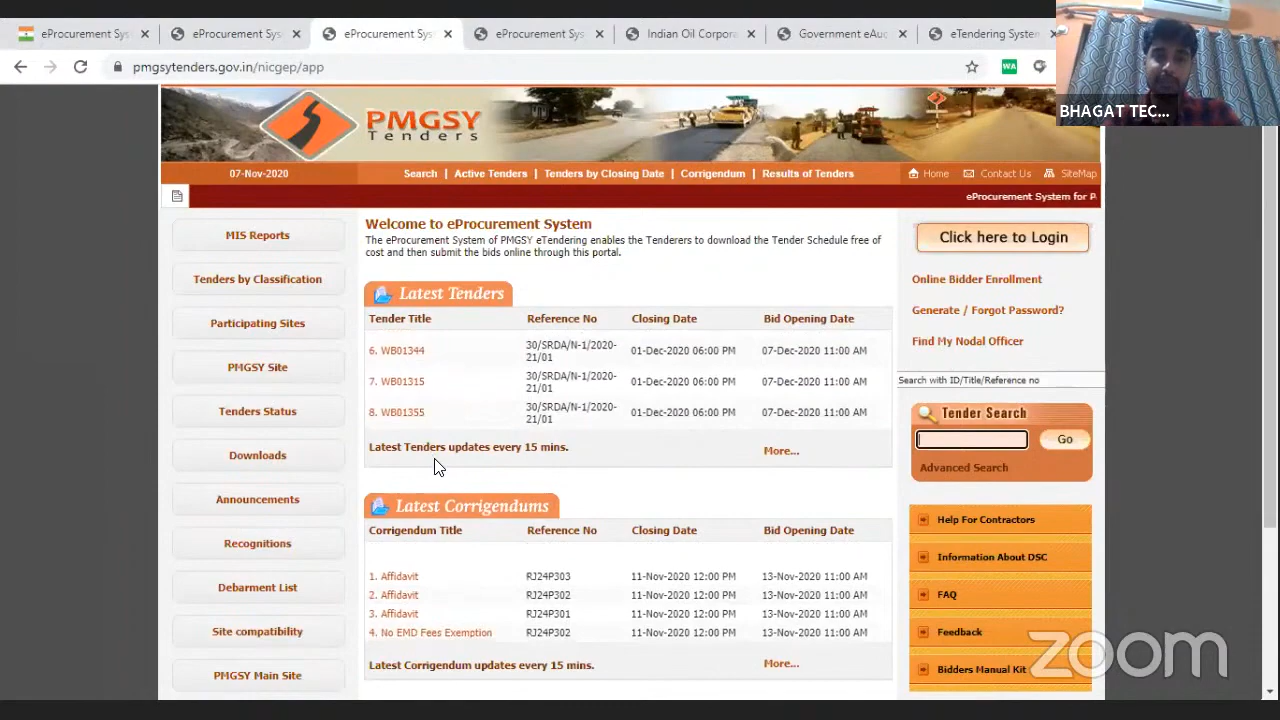 eProcurement Sys
eProcurement Sys
eProcurement Sys
eProcurement Sys
Indian Oil Corpora
Government eAuc
eTendering System
pmgsytenders.gov.in/nicgep/app
WA
BHAGAT TEC...
PMGSY
Tenders
07-Nov-2020
Search | Active Tenders | Tenders by Closing Date | Corrigendum | Results of Tenders
Home Contact Us SiteMap
eProcurement System for P
MIS Reports
Tenders by Classification
Participating Sites
PMGSY Site
Tenders Status
Downloads
Announcements
Recognitions
Debarment List
Site compatibility
PMGSY Main Site
Welcome to eProcurement System
The eProcurement System of PMGSY eTendering enables the Tenderers to download the Tender Schedule free of
cost and then submit the bids online through this portal.
Latest Tenders
Tender Title Reference No Closing Date Bid Opening Date
6. WB01344 30/SRDA/N-1/2020-21/01 01-Dec-2020 06:00 PM 07-Dec-2020 11:00 AM
7. WB01315 30/SRDA/N-1/2020-21/01 01-Dec-2020 06:00 PM 07-Dec-2020 11:00 AM
8. WB01355 30/SRDA/N-1/2020-21/01 01-Dec-2020 06:00 PM 07-Dec-2020 11:00 AM
Latest Tenders updates every 15 mins. More...
Latest Corrigendums
Corrigendum Title Reference No Closing Date Bid Opening Date
1. Affidavit RJ24P303 11-Nov-2020 12:00 PM 13-Nov-2020 11:00 AM
2. Affidavit RJ24P302 11-Nov-2020 12:00 PM 13-Nov-2020 11:00 AM
3. Affidavit RJ24P301 11-Nov-2020 12:00 PM 13-Nov-2020 11:00 AM
4. No EMD Fees Exemption RJ24P302 11-Nov-2020 12:00 PM 13-Nov-2020 11:00 AM
Latest Corrigendum updates every 15 mins. More...
Click here to Login
Online Bidder Enrollment
Generate / Forgot Password?
Find My Nodal Officer
Search with ID/Title/Reference no
Tender Search
Go
Advanced Search
Help For Contractors
Information About DSC
FAQ
Feedback
Bidders Manual Kit
zoom